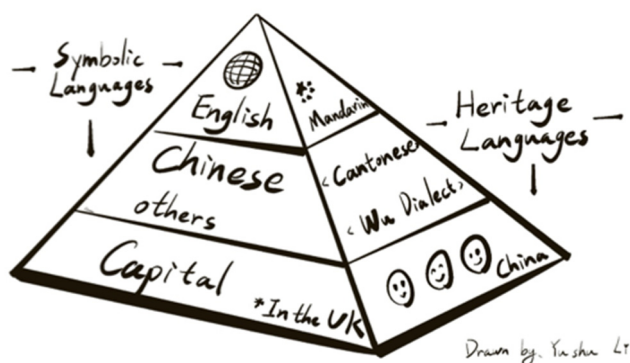 Symbolic
Languages
English
Chinese
others
Capital
*In the UK
Mandarin
<Cantonese>
<Wu Dialect>
China
Heritage
Languages
Drawn by. Yushu Li